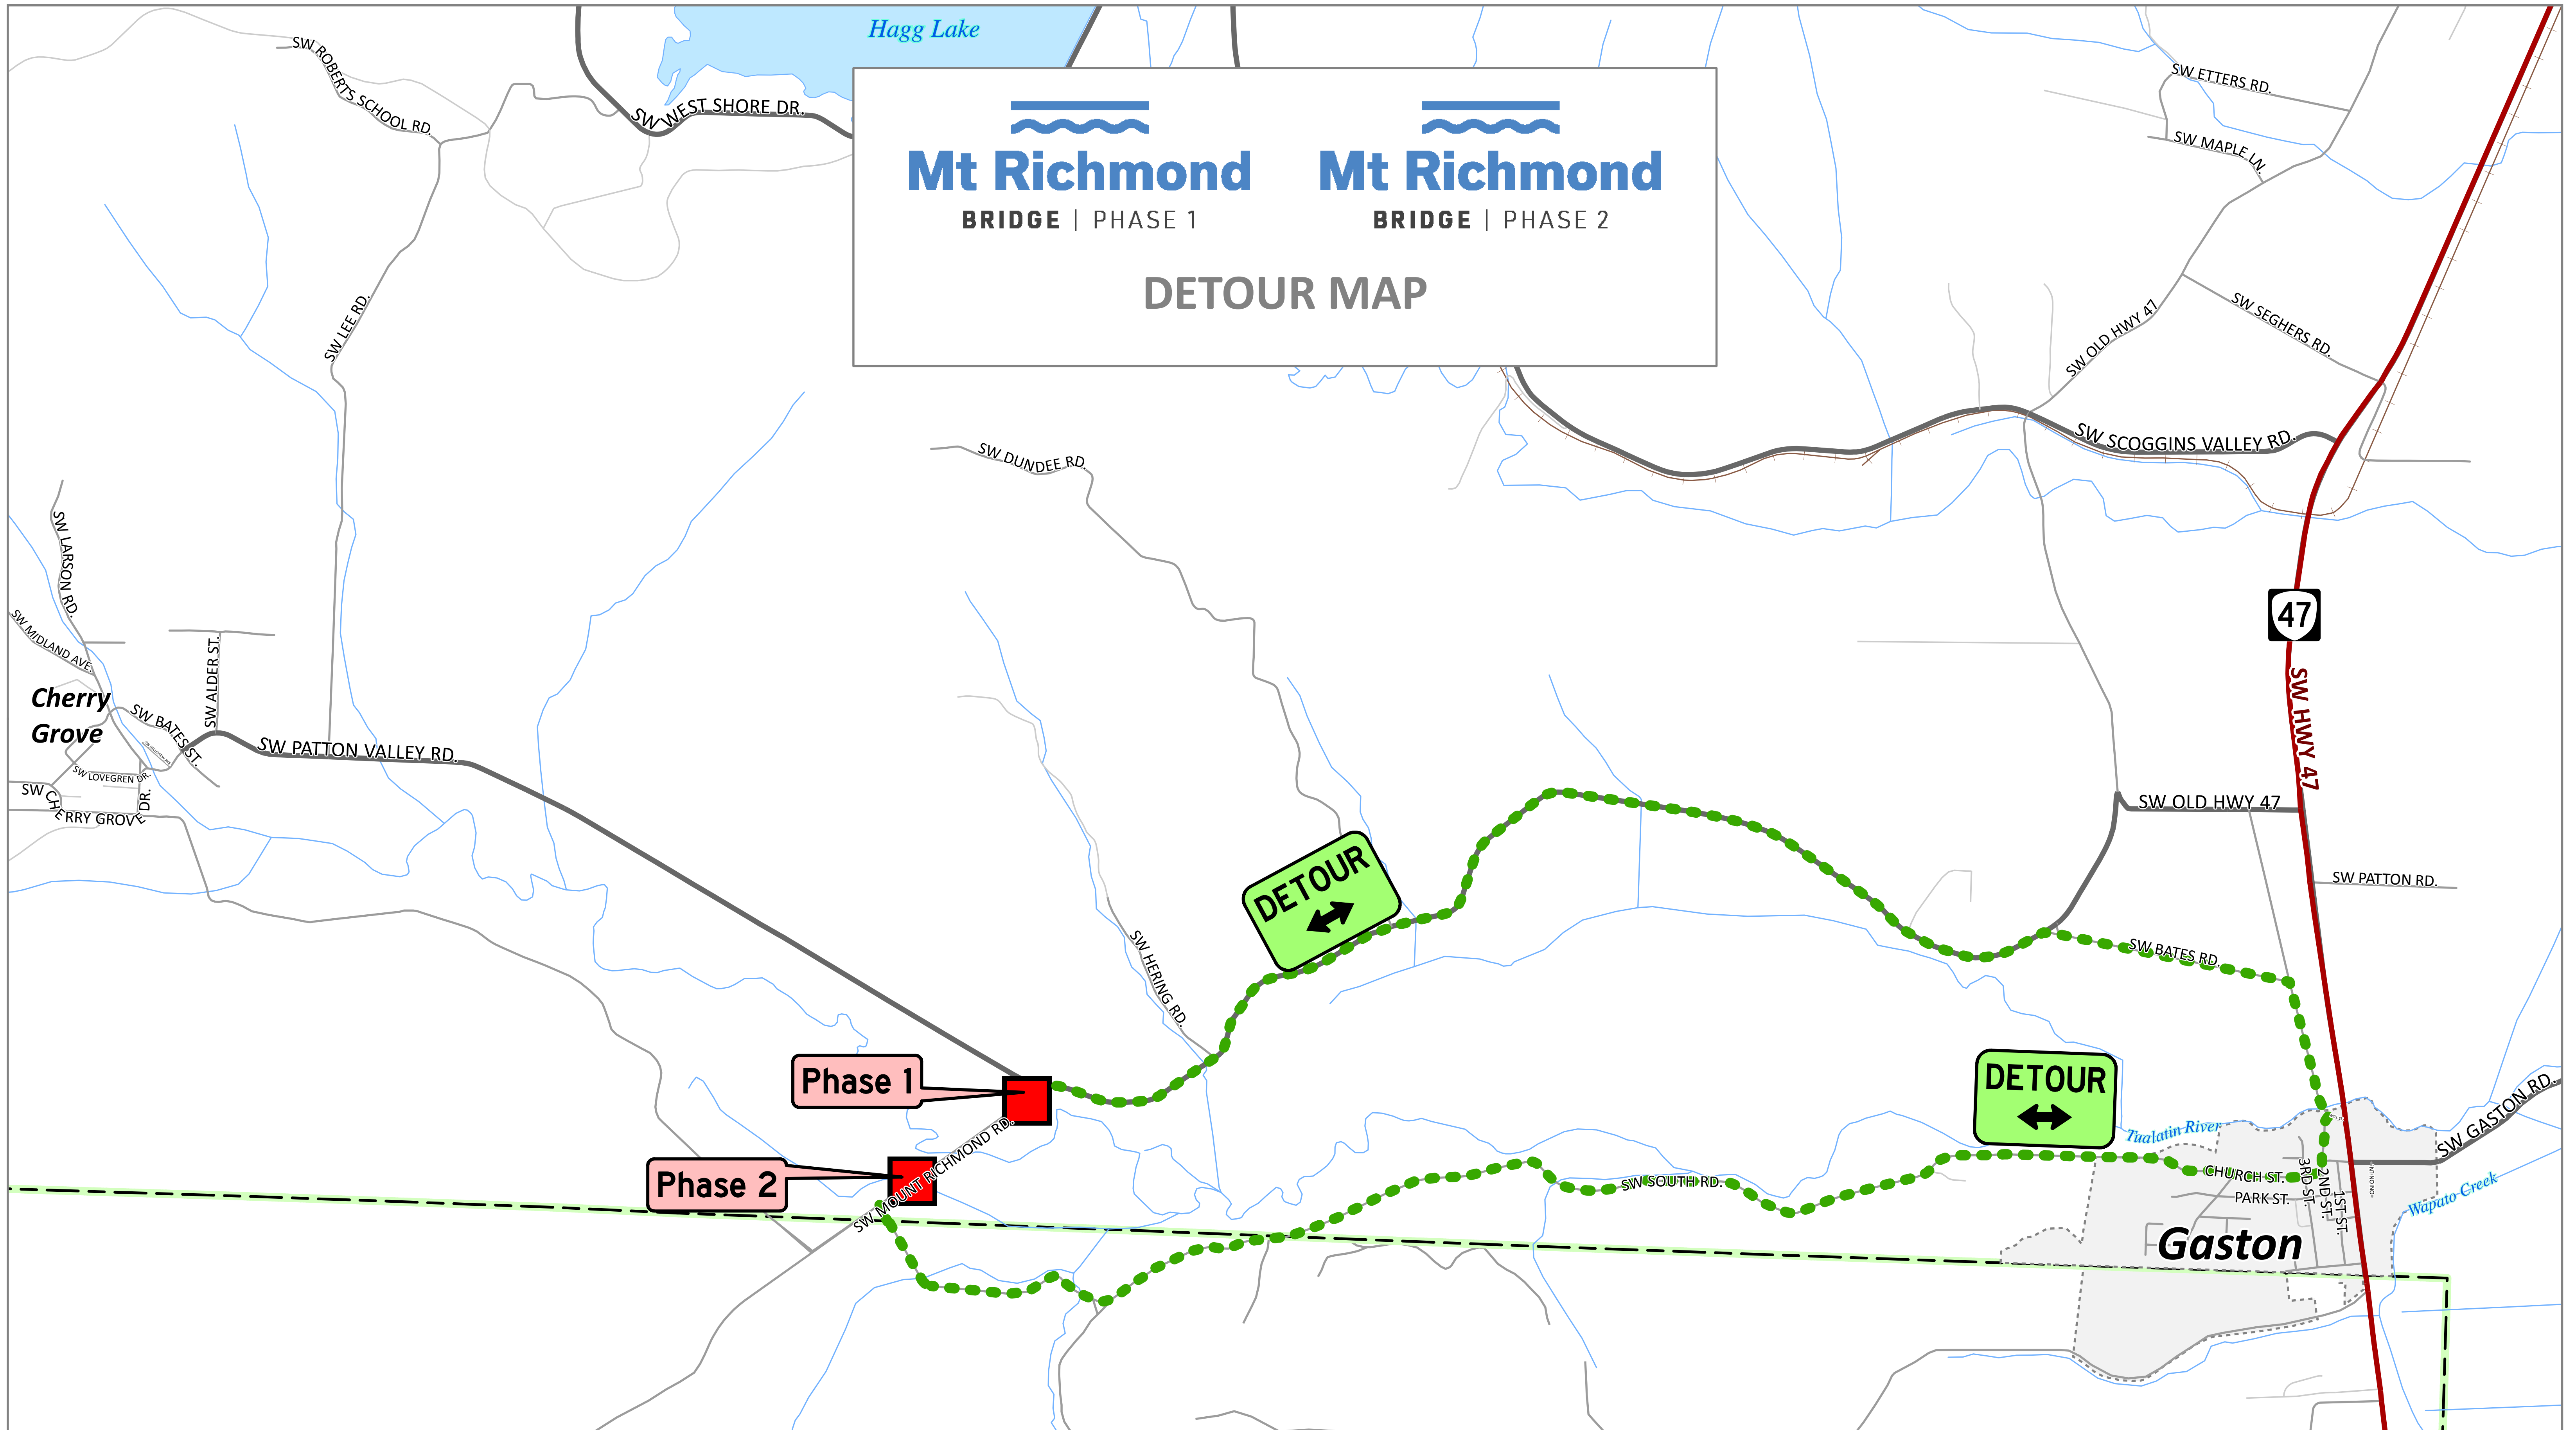 Hagg Lake
SW ROBERTS SCHOOL RD.
SW WEST SHORE DR.
SW ETTERS RD.
SW MAPLE LN.
Mt Richmond
BRIDGE | PHASE 1
Mt Richmond
BRIDGE | PHASE 2
DETOUR MAP
SW LEE RD.
SW OLD HWY 47
SW SEGHERS RD.
SW SCOGGINS VALLEY RD.
SW DUNDEE RD.
SW LARSON RD.
SW MIDLAND AVE.
47
SW HWY 47
Cherry
Grove
SW BATES ST.
SW ALDER ST.
SW PATTON VALLEY RD.
SW LOVEGREN DR.
SW CHERRY GROVE DR.
SW OLD HWY 47
SW PATTON RD.
DETOUR
SW HERING RD.
SW BATES RD.
DETOUR
Phase 1
Phase 2
SW MOUNT RICHMOND RD.
SW SOUTH RD.
Tualatin River
SW GASTON RD.
CHURCH ST.
PARK ST.
3RD ST.
2ND ST.
1ST ST.
Wapato Creek
Gaston